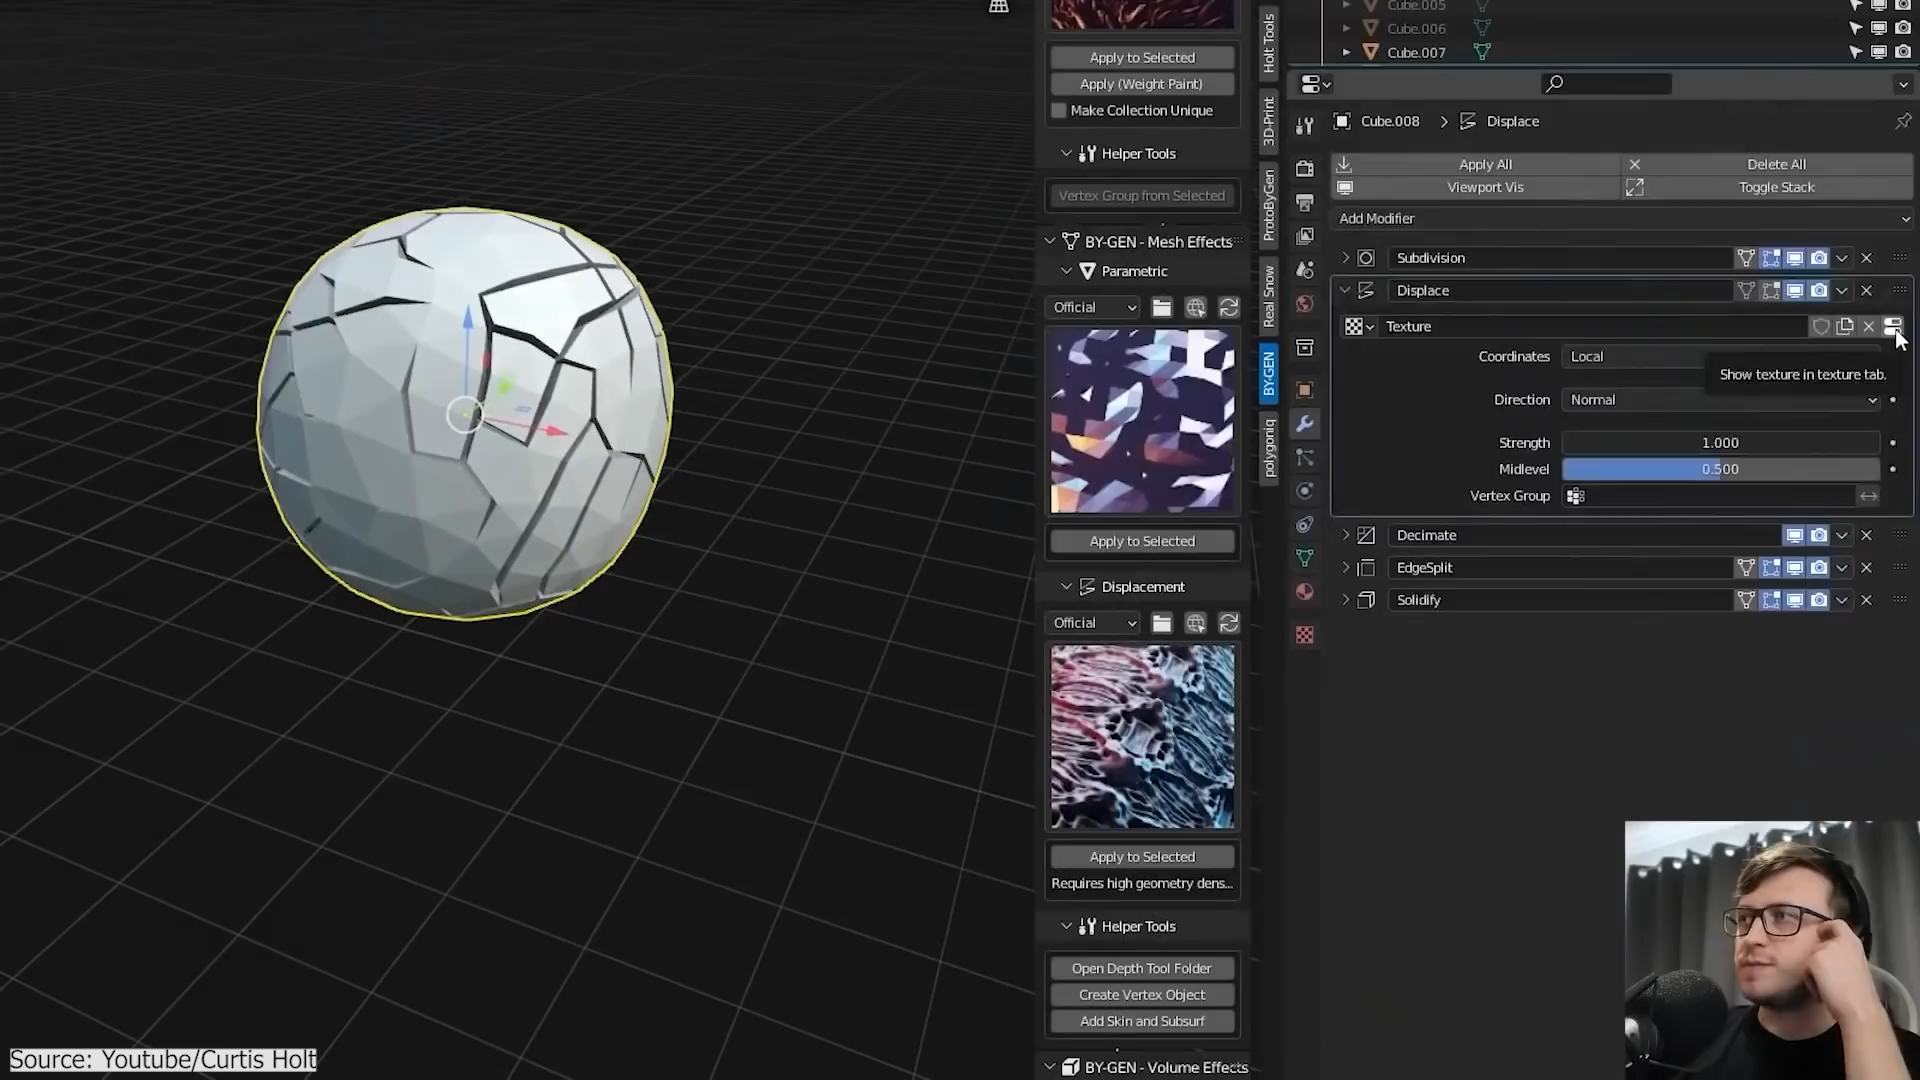 Apply to Selected
Apply (Weight Paint)
Make Collection Unique
Helper Tools
Vertex Group from Selected
BY-GEN - Mesh Effects
Parametric
Official
Apply to Selected
Displacement
Official
Apply to Selected
Requires high geometry dens...
Helper Tools
Open Depth Tool Folder
Create Vertex Object
Add Skin and Subsurf
BY-GEN - Volume Effects
Holt Tools
3D-Print
ProtoByGen
Real Snow
BY-GEN
polygoniq
Cube.005
Cube.006
Cube.007
Cube.008 > Displace
Apply All Delete All
Viewport Vis Toggle Stack
Add Modifier
Subdivision
Displace
Texture
Coordinates Local
Show texture in texture tab.
Direction Normal
Strength 1.000
Midlevel 0.500
Vertex Group
Decimate
EdgeSplit
Solidify
Source: Youtube/Curtis Holt